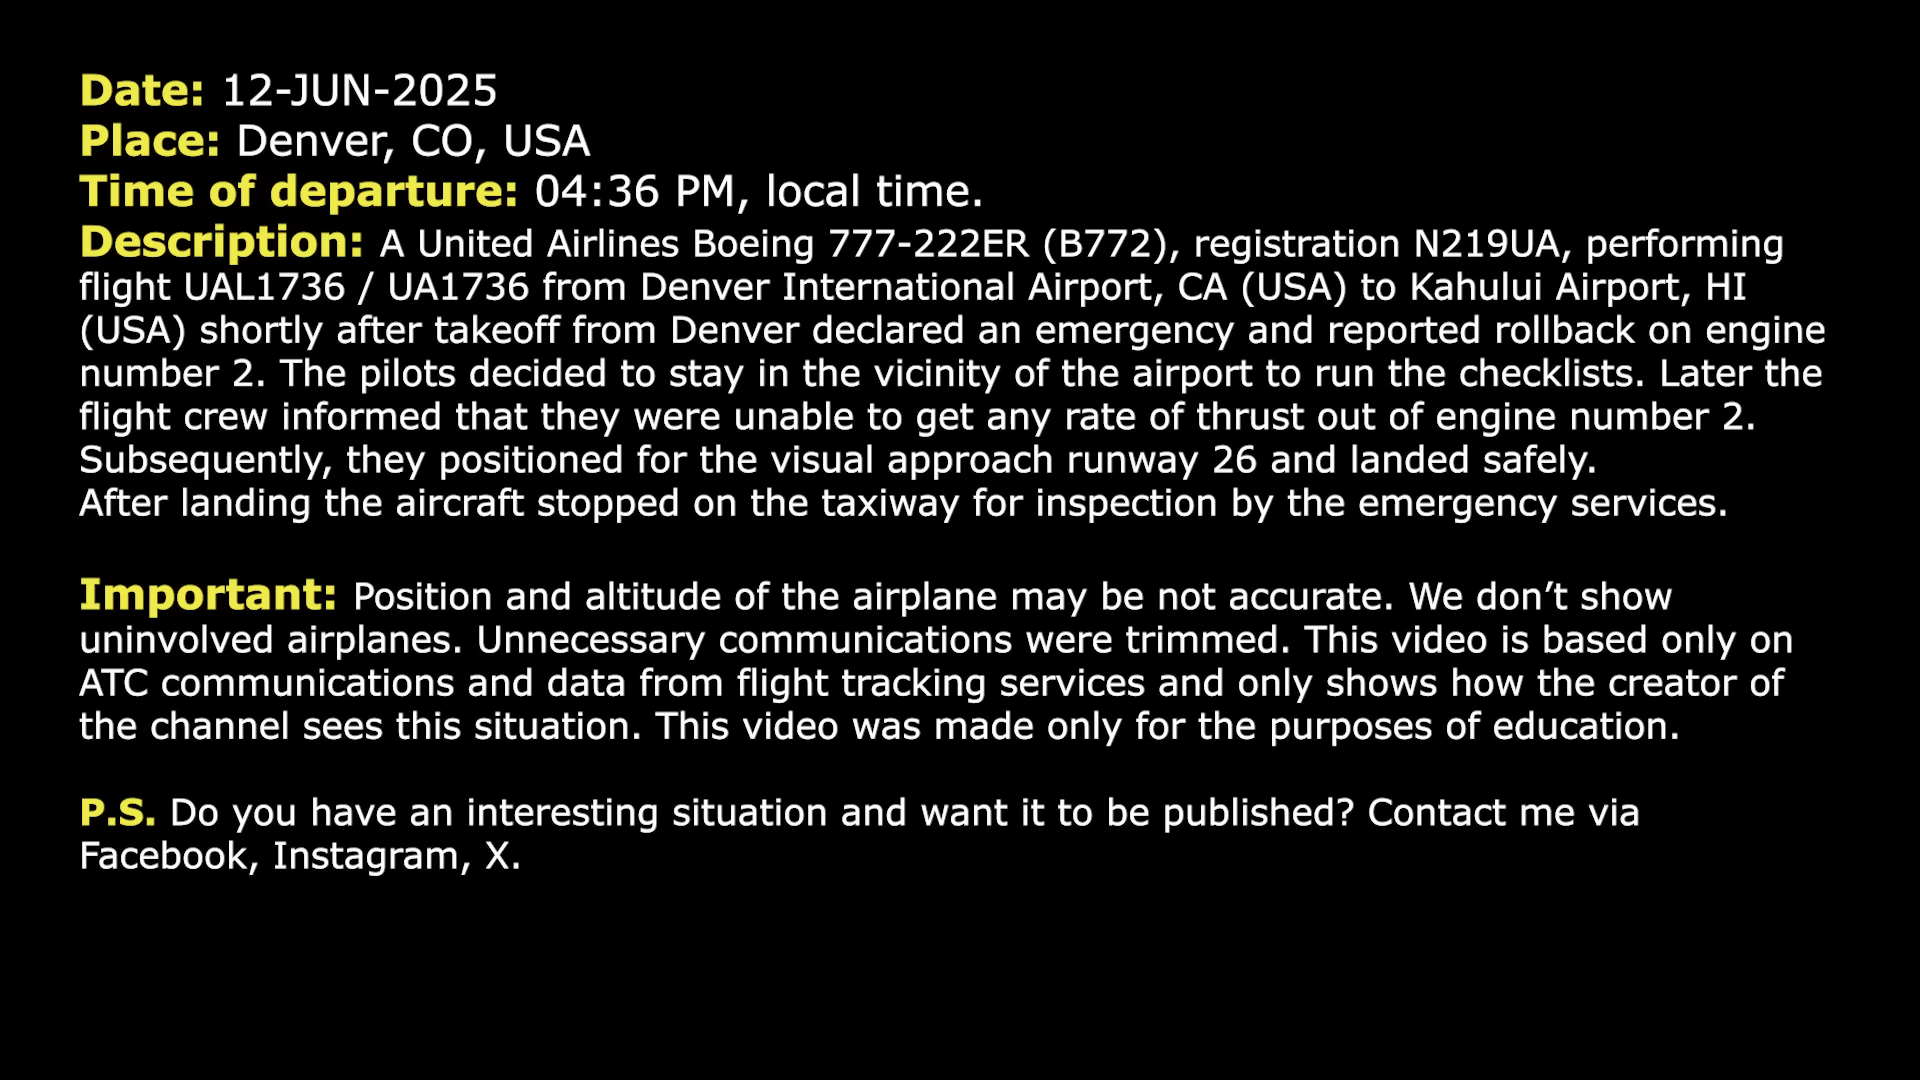 Date: 12-JUN-2025
Place: Denver, CO, USA
Time of departure: 04:36 PM, local time.
Description: A United Airlines Boeing 777-222ER (B772), registration N219UA, performing
flight UAL1736 / UA1736 from Denver International Airport, CA (USA) to Kahului Airport, HI
(USA) shortly after takeoff from Denver declared an emergency and reported rollback on engine
number 2. The pilots decided to stay in the vicinity of the airport to run the checklists. Later the
flight crew informed that they were unable to get any rate of thrust out of engine number 2.
Subsequently, they positioned for the visual approach runway 26 and landed safely.
After landing the aircraft stopped on the taxiway for inspection by the emergency services.
Important: Position and altitude of the airplane may be not accurate. We don’t show
uninvolved airplanes. Unnecessary communications were trimmed. This video is based only on
ATC communications and data from flight tracking services and only shows how the creator of
the channel sees this situation. This video was made only for the purposes of education.
P.S. Do you have an interesting situation and want it to be published? Contact me via
Facebook, Instagram, X.